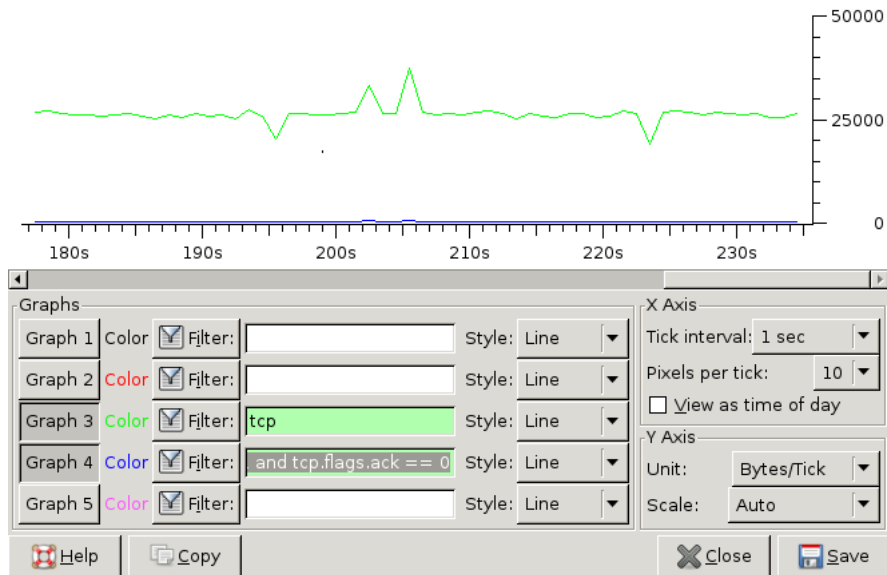 50000
25000
0
180s 190s 200s 210s 220s 230s
Graphs
Graph 1 Color Filter: Style: Line
Graph 2 Color Filter: Style: Line
Graph 3 Color Filter: tcp Style: Line
Graph 4 Color Filter: and tcp.flags.ack == 0 Style: Line
Graph 5 Color Filter: Style: Line
X Axis
Tick interval: 1 sec
Pixels per tick: 10
View as time of day
Y Axis
Unit: Bytes/Tick
Scale: Auto
Help Copy Close Save